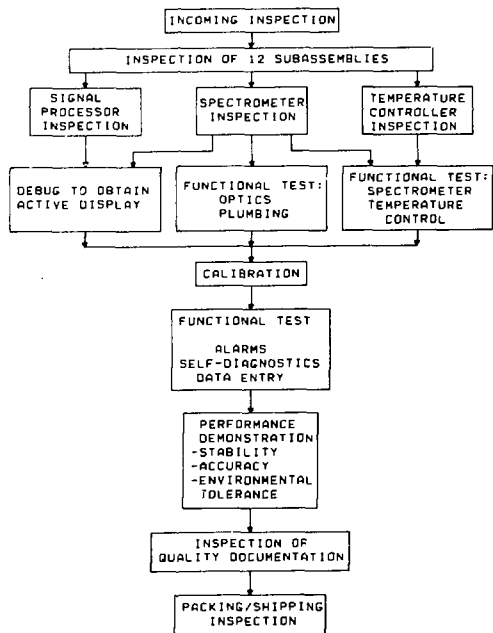 INCOMING INSPECTION
INSPECTION OF 12 SUBASSEMBLIES
SIGNAL
PROCESSOR
INSPECTION
SPECTROMETER
INSPECTION
TEMPERATURE
CONTROLLER
INSPECTION
DEBUG TO OBTAIN
ACTIVE DISPLAY
FUNCTIONAL TEST:
OPTICS
PLUMBING
FUNCTIONAL TEST:
SPECTROMETER
TEMPERATURE
CONTROL
CALIBRATION
FUNCTIONAL TEST
ALARMS
SELF-DIAGNOSTICS
DATA ENTRY
PERFORMANCE
DEMONSTRATION
-STABILITY
-ACCURACY
-ENVIRONMENTAL
TOLERANCE
INSPECTION OF
QUALITY DOCUMENTATION
PACKING/SHIPPING
INSPECTION